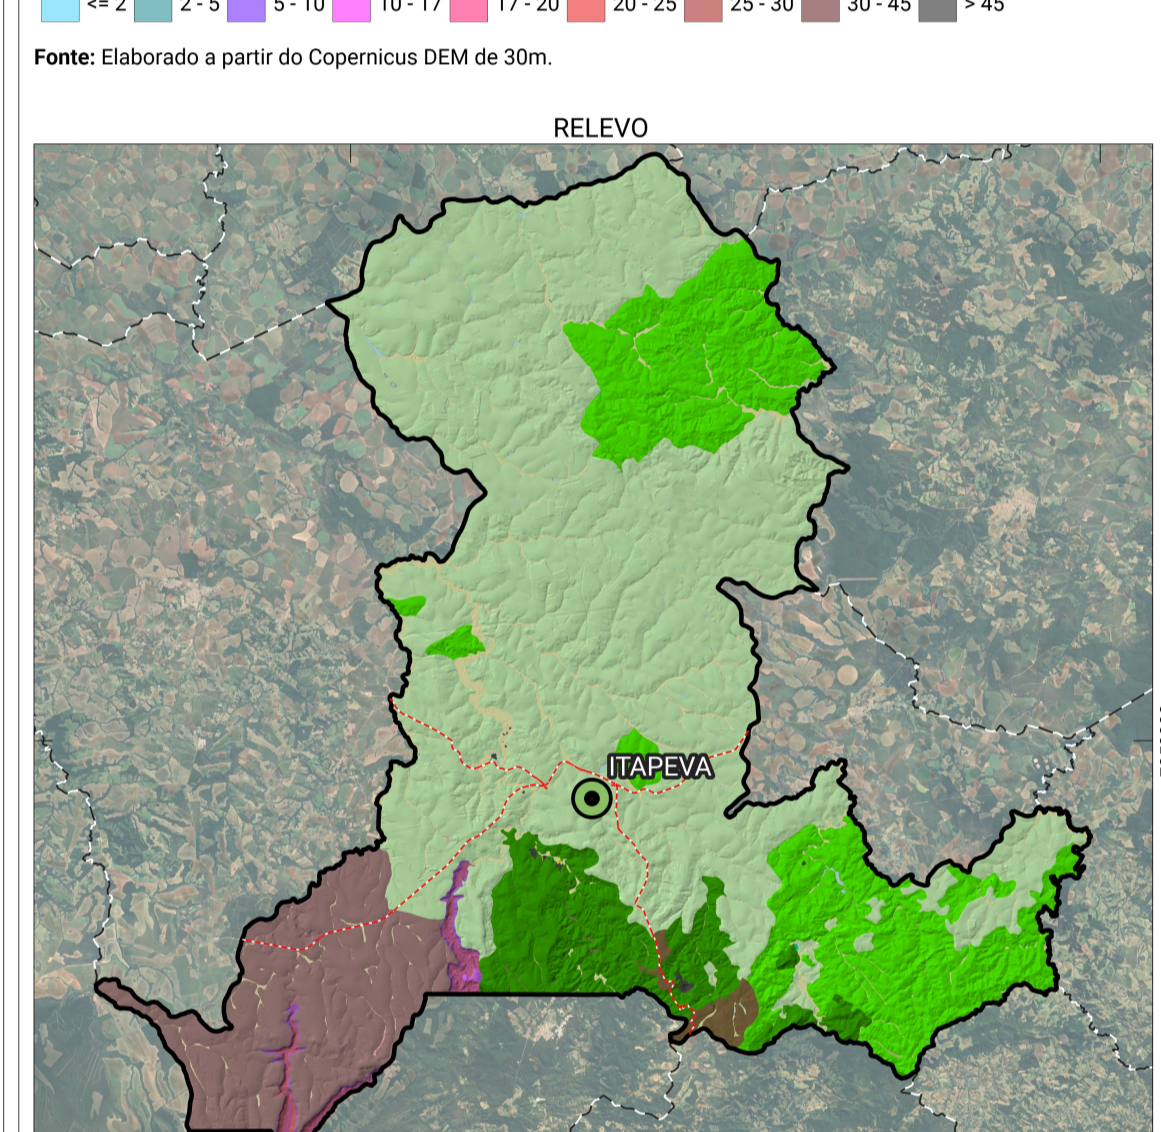 <= 2 2 - 5 5 - 10 10 - 17 17 - 20 20 - 25 25 - 30 30 - 45 > 45
Fonte: Elaborado a partir do Copernicus DEM de 30m.
RELEVO
ITAPEVA